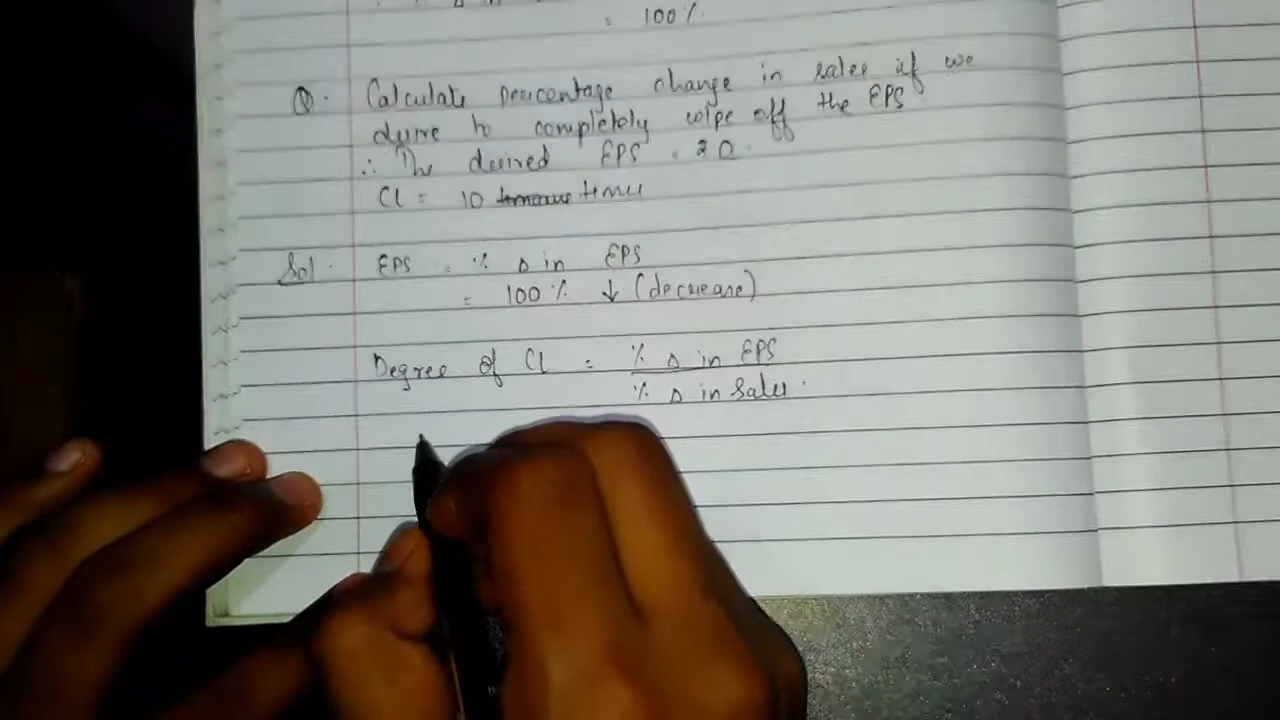 = 100 %
Q. Calculate percentage change in sales if we
desire to completely wipe off the EPS
∴ The desired EPS = ₹ 0.
CL = 10 times
Sol. EPS = % Δ in EPS
= 100 % ↓ (decrease)
Degree of CL = % Δ in EPS
% Δ in Sales.